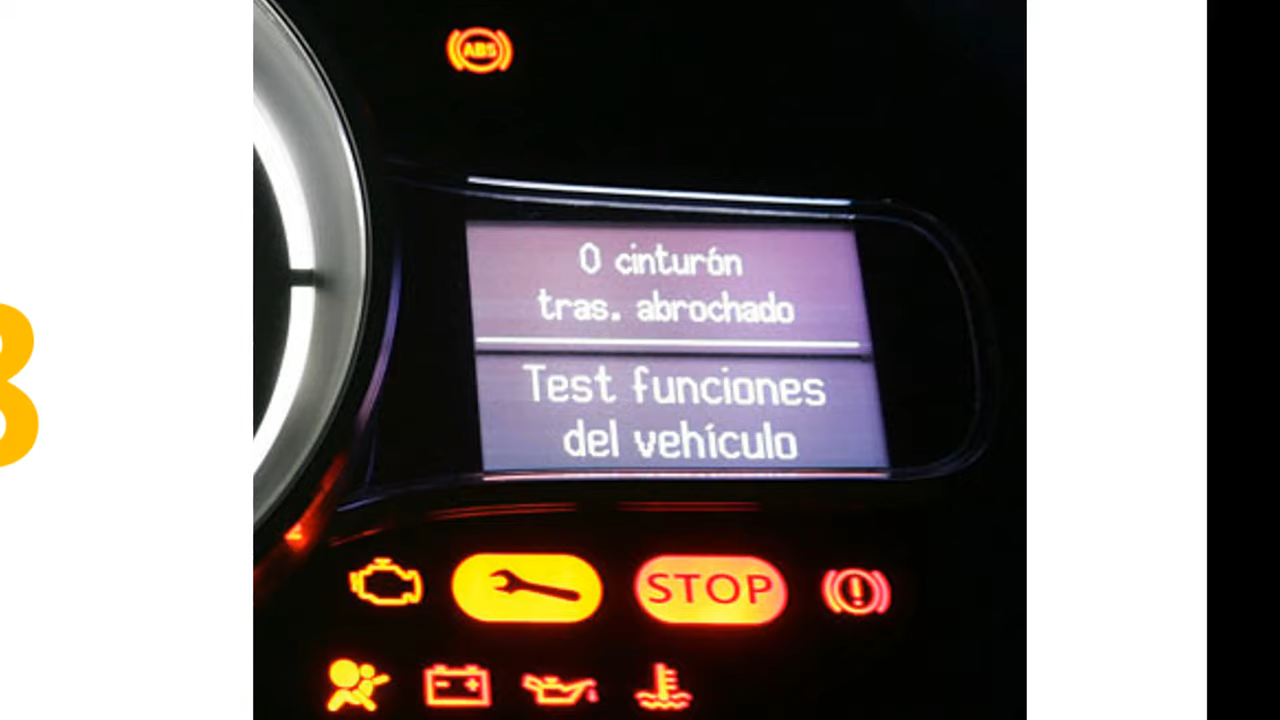 ABS
0 cinturón
tras. abrochado
Test funciones
del vehículo
STOP